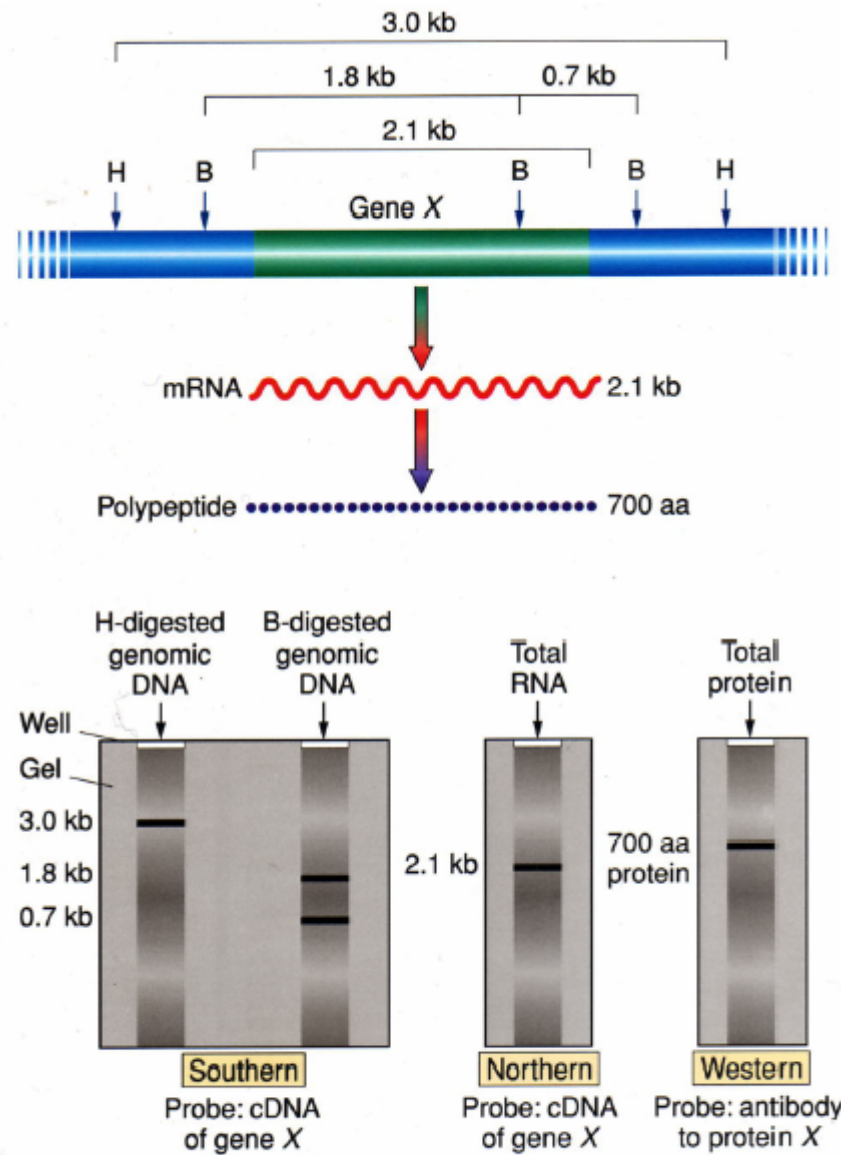 3.0 kb
1.8 kb 0.7 kb
2.1 kb
H B B B H
Gene X
mRNA 2.1 kb
Polypeptide 700 aa
H-digested
genomic
DNA
B-digested
genomic
DNA
Total
RNA
Total
protein
Well
Gel
3.0 kb
1.8 kb
0.7 kb
2.1 kb
700 aa
protein
Southern
Probe: cDNA
of gene X
Northern
Probe: cDNA
of gene X
Western
Probe: antibody
to protein X